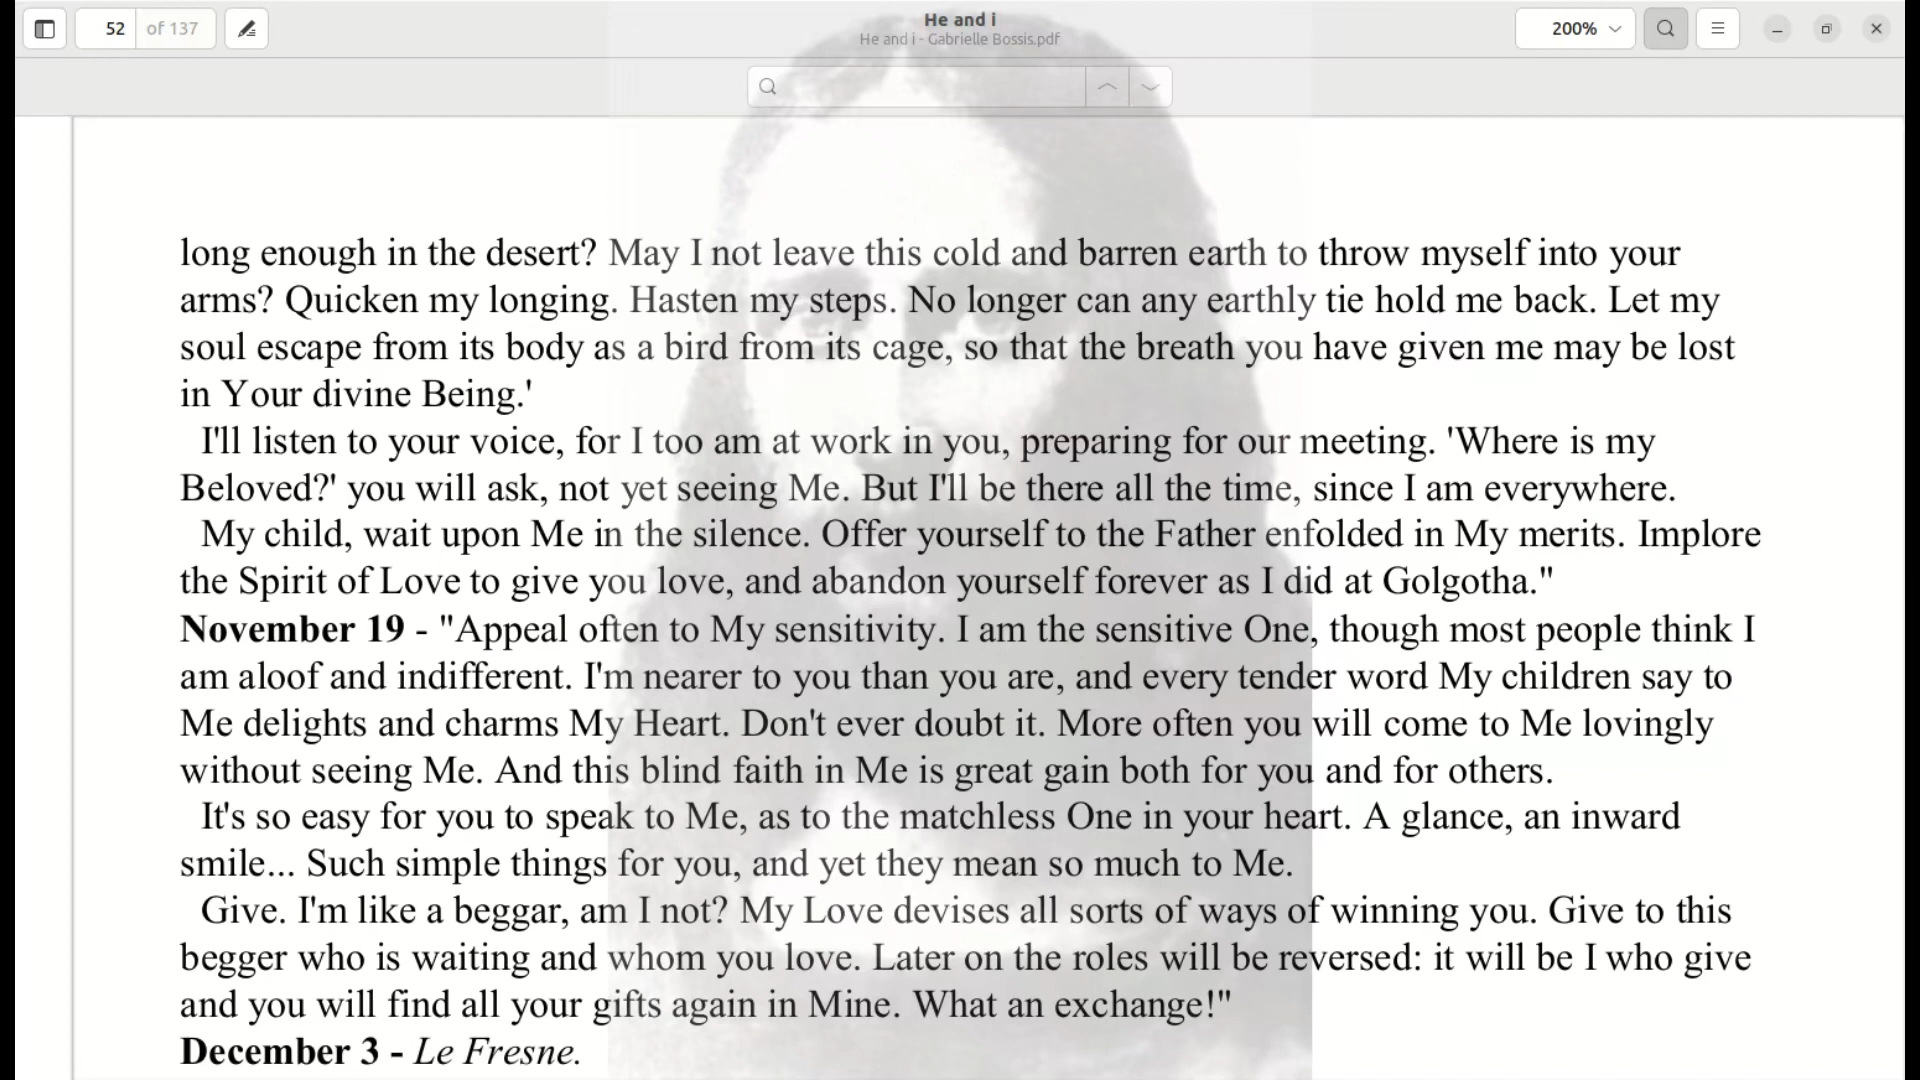 52 of 137
He and i
He and i - Gabrielle Bossis.pdf
200%
long enough in the desert? May I not leave this cold and barren earth to throw myself into your
arms? Quicken my longing. Hasten my steps. No longer can any earthly tie hold me back. Let my
soul escape from its body as a bird from its cage, so that the breath you have given me may be lost
in Your divine Being.'
I'll listen to your voice, for I too am at work in you, preparing for our meeting. 'Where is my
Beloved?' you will ask, not yet seeing Me. But I'll be there all the time, since I am everywhere.
My child, wait upon Me in the silence. Offer yourself to the Father enfolded in My merits. Implore
the Spirit of Love to give you love, and abandon yourself forever as I did at Golgotha."
November 19 - "Appeal often to My sensitivity. I am the sensitive One, though most people think I
am aloof and indifferent. I'm nearer to you than you are, and every tender word My children say to
Me delights and charms My Heart. Don't ever doubt it. More often you will come to Me lovingly
without seeing Me. And this blind faith in Me is great gain both for you and for others.
It's so easy for you to speak to Me, as to the matchless One in your heart. A glance, an inward
smile... Such simple things for you, and yet they mean so much to Me.
Give. I'm like a beggar, am I not? My Love devises all sorts of ways of winning you. Give to this
begger who is waiting and whom you love. Later on the roles will be reversed: it will be I who give
and you will find all your gifts again in Mine. What an exchange!"
December 3 - Le Fresne.